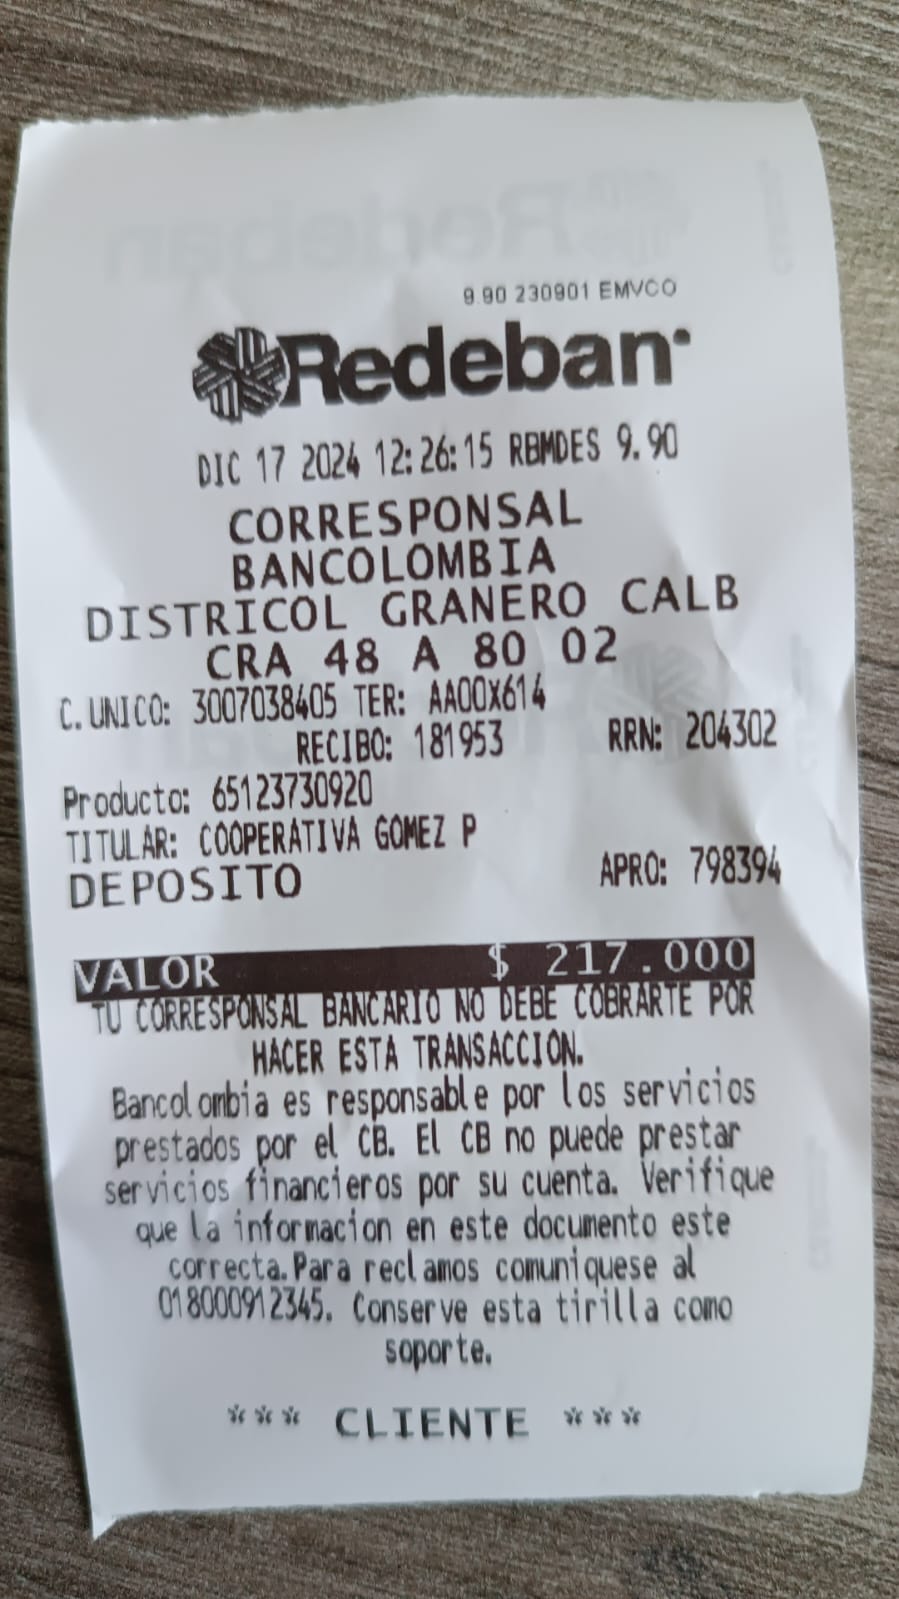 9.90 230901 EMVCO
Redeban
DIC 17 2024 12:26:15 RBMDES 9.90
CORRESPONSAL
BANCOLOMBIA
DISTRICOL GRANERO CALB
CRA 48 A 80 02
C. UNICO: 3007038405 TER: AA00X614
RECIBO: 181953 RRN: 204302
Producto: 65123730920
TITULAR: COOPERATIVA GOMEZ P
DEPOSITO APRO: 798394
VALOR $ 217.000
TU CORRESPONSAL BANCARIO NO DEBE COBRARTE POR
HACER ESTA TRANSACCION.
Bancolombia es responsable por los servicios
prestados por el CB. El CB no puede prestar
servicios financieros por su cuenta. Verifique
que la informacion en este documento este
correcta.Para reclamos comuniquese al
018000912345. Conserve esta tirilla como
soporte.
*** CLIENTE ***